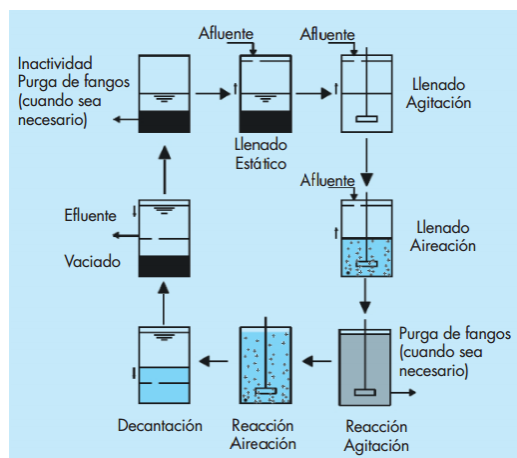 Inactividad
Purga de fangos
(cuando sea
necesario)
Afluente
Llenado
Estático
Afluente
Llenado
Agitación
Afluente
Llenado
Aireación
Purga de fangos
(cuando sea
necesario)
Reacción
Agitación
Reacción
Aireación
Decantación
Efluente
Vaciado